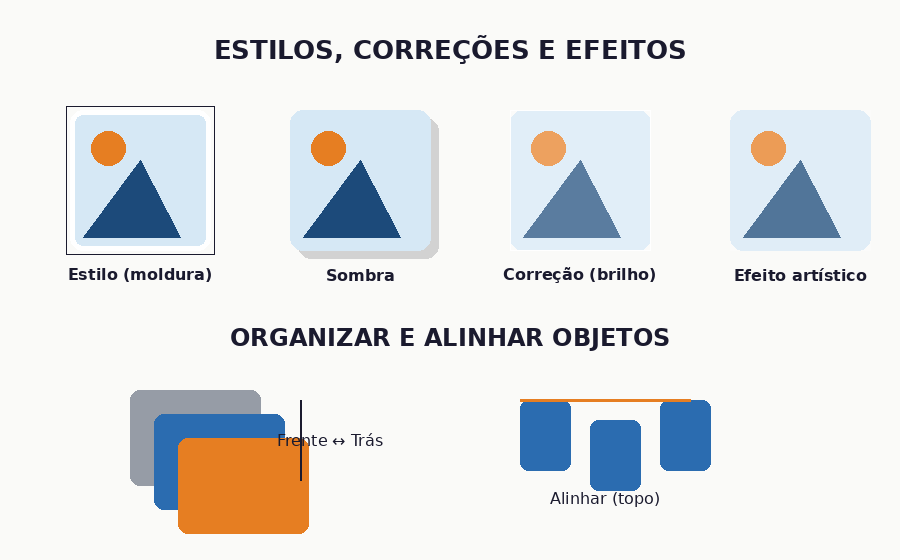 ESTILOS, CORREÇÕES E EFEITOS
Estilo (moldura)
Sombra
Correção (brilho)
Efeito artístico
ORGANIZAR E ALINHAR OBJETOS
Frente ↔ Trás
Alinhar (topo)